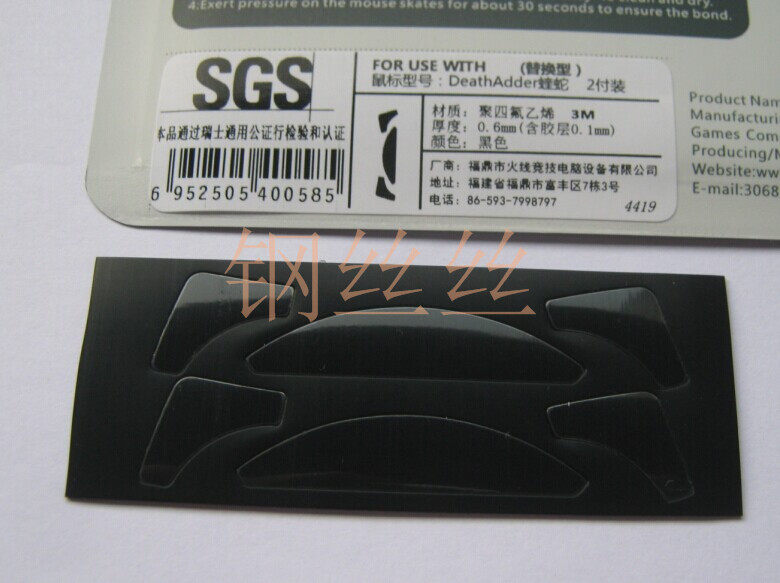 4.Exert pressure on the mouse skates for about 30 seconds to ensure the bond.
SGS
本品通过瑞士通用公证行检验和认证
6 952505 400585
FOR USE WITH （替换型）
鼠标型号：DeathAdder蝰蛇 2付装
材质：聚四氟乙烯 3M
厚度：0.6mm(含胶层0.1mm)
颜色：黑色
厂商：福鼎市火线竞技电脑设备有限公司
地址：福建省福鼎市富丰区7栋3号
电话：86-593-7998797
4419
Product Nam
Manufacturi
Games Com
Producing/N
Website:www
E-mail:3068
钢丝丝